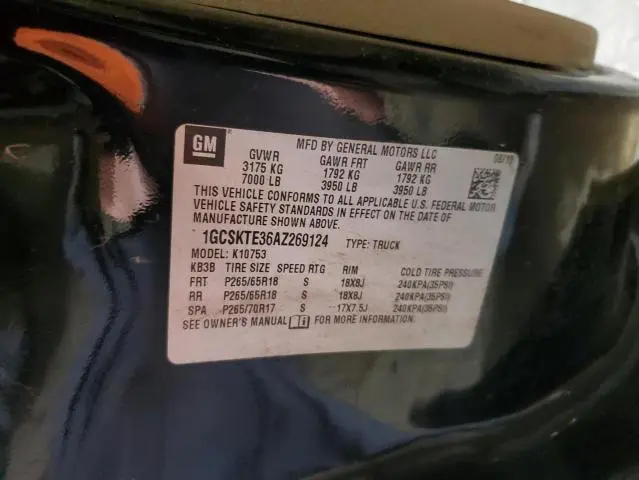 GM
MFD BY GENERAL MOTORS LLC
08/10
GVWR GAWR FRT GAWR RR
3175 KG 1792 KG 1792 KG
7000 LB 3950 LB 3950 LB
THIS VEHICLE CONFORMS TO ALL APPLICABLE U.S. FEDERAL MOTOR
VEHICLE SAFETY STANDARDS IN EFFECT ON THE DATE OF
MANUFACTURE SHOWN ABOVE.
1GCSKTE36AZ269124 TYPE: TRUCK
MODEL: K10753
KB3B TIRE SIZE SPEED RTG RIM COLD TIRE PRESSURE
FRT P265/65R18 S 18X8J 240KPA(35PSI)
RR P265/65R18 S 18X8J 240KPA(35PSI)
SPA P265/70R17 S 17X7.5J 240KPA(35PSI)
SEE OWNER'S MANUAL FOR MORE INFORMATION.